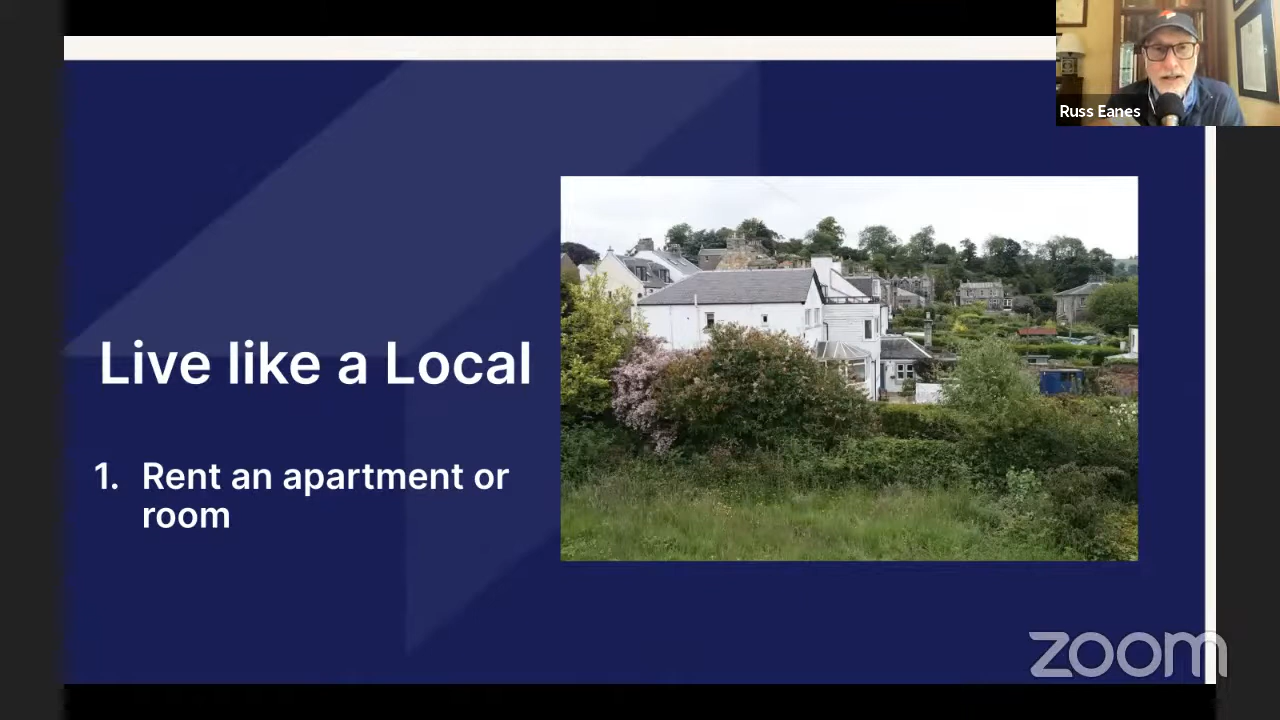 Russ Eanes
Live like a Local
1. Rent an apartment or
room
zoom